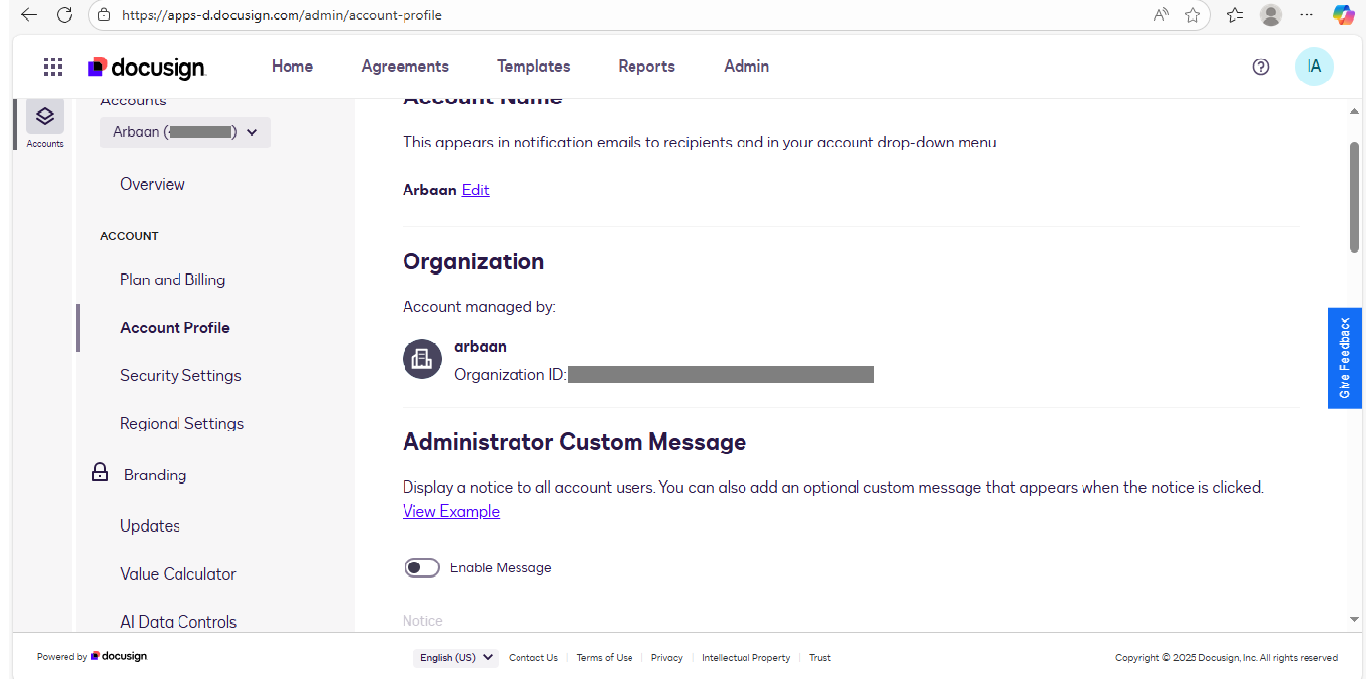 https://apps-d.docusign.com/admin/account-profile
docusign
Home
Agreements
Templates
Reports
Admin
IA
Accounts
Accounts
Arbaan (
)
Overview
ACCOUNT
Plan and Billing
Account Profile
Security Settings
Regional Settings
Branding
Updates
Value Calculator
AI Data Controls
Account Name
This appears in notification emails to recipients and in your account drop-down menu
Arbaan Edit
Organization
Account managed by:
arbaan
Organization ID:
Administrator Custom Message
Display a notice to all account users. You can also add an optional custom message that appears when the notice is clicked.
View Example
Enable Message
Notice
Give Feedback
Powered by docusign
English (US)
Contact Us
Terms of Use
Privacy
Intellectual Property
Trust
Copyright © 2025 Docusign, Inc. All rights reserved